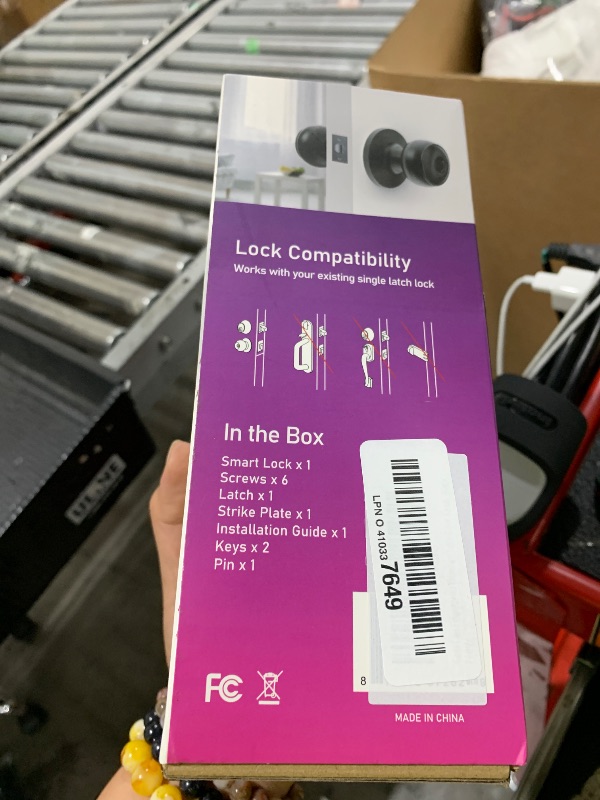 Lock Compatibility
Works with your existing single latch lock
In the Box
Smart Lock x 1
Screws x 6
Latch x 1
Strike Plate x 1
Installation Guide x 1
Keys x 2
Pin x 1
LPN O 41033 7649
8
FC
MADE IN CHINA
ULINE